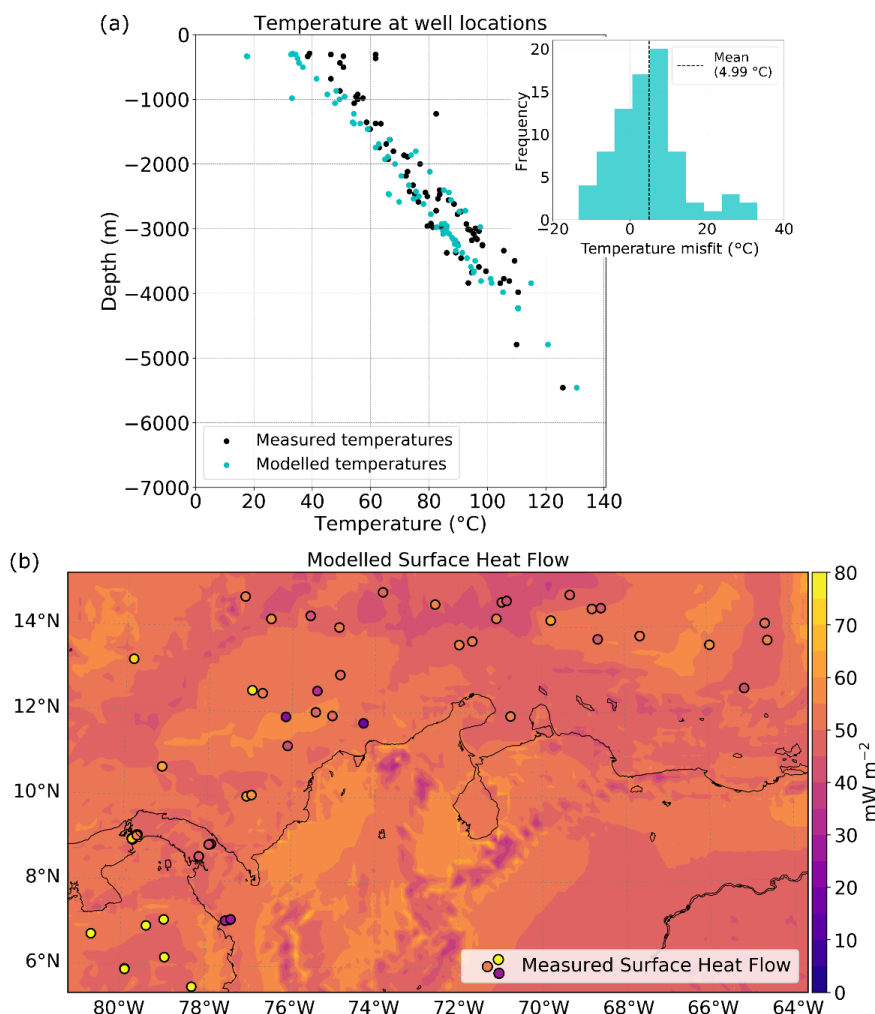 (a)
Temperature at well locations
0
−1000
−2000
−3000
−4000
−5000
−6000
−7000
Depth (m)
0 20 40 60 80 100 120 140
Temperature (°C)
Measured temperatures
Modelled temperatures
20
15
10
5
0
Frequency
−20 0 20 40
Temperature misfit (°C)
Mean
(4.99 °C)
(b)
Modelled Surface Heat Flow
14°N
12°N
10°N
8°N
6°N
80°W 78°W 76°W 74°W 72°W 70°W 68°W 66°W 64°W
Measured Surface Heat Flow
80
70
60
50
40
30
20
10
0
mW m⁻²